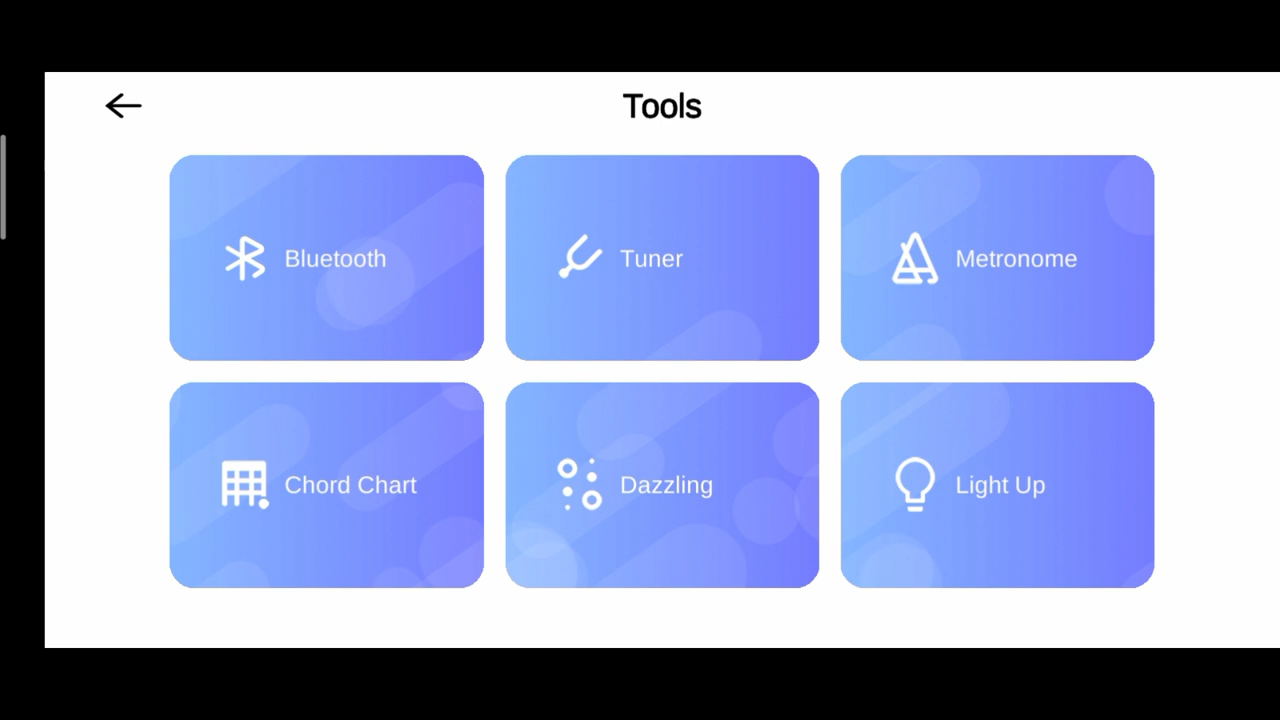 Tools
Bluetooth
Tuner
Metronome
Chord Chart
Dazzling
Light Up